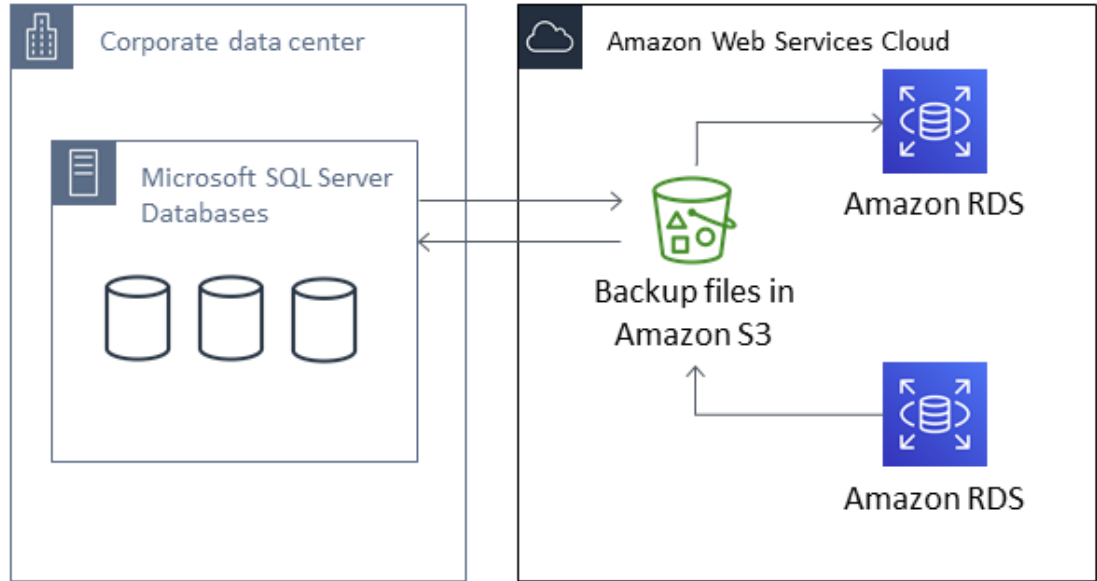 Corporate data center
Microsoft SQL Server
Databases
Amazon Web Services Cloud
Amazon RDS
Backup files in
Amazon S3
Amazon RDS